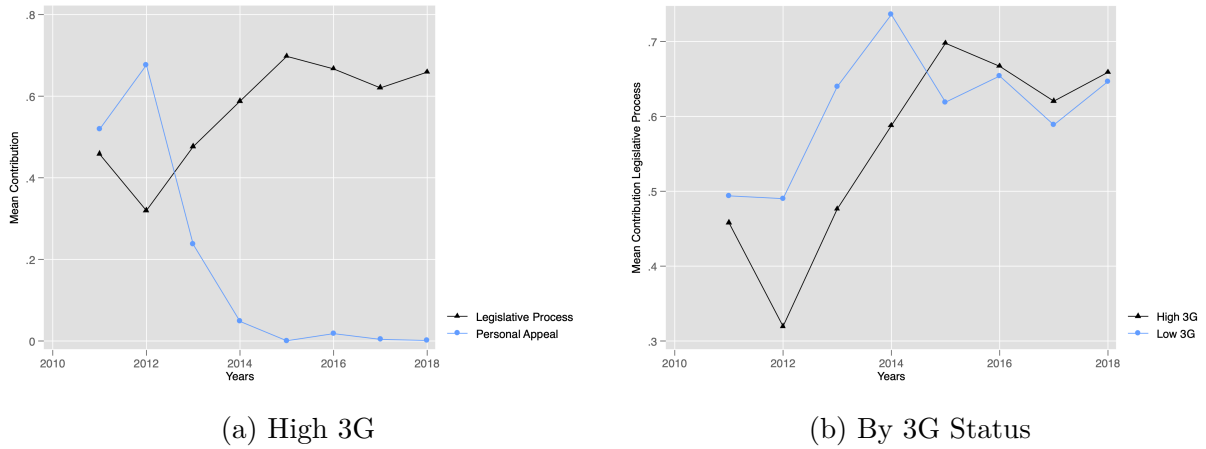 .8
.6
.4
.2
0
Mean Contribution
2010
2012
2014
2016
2018
Years
Legislative Process
Personal Appeal
(a) High 3G
.7
.6
.5
.4
.3
Mean Contribution Legislative Process
2010
2012
2014
2016
2018
Years
High 3G
Low 3G
(b) By 3G Status